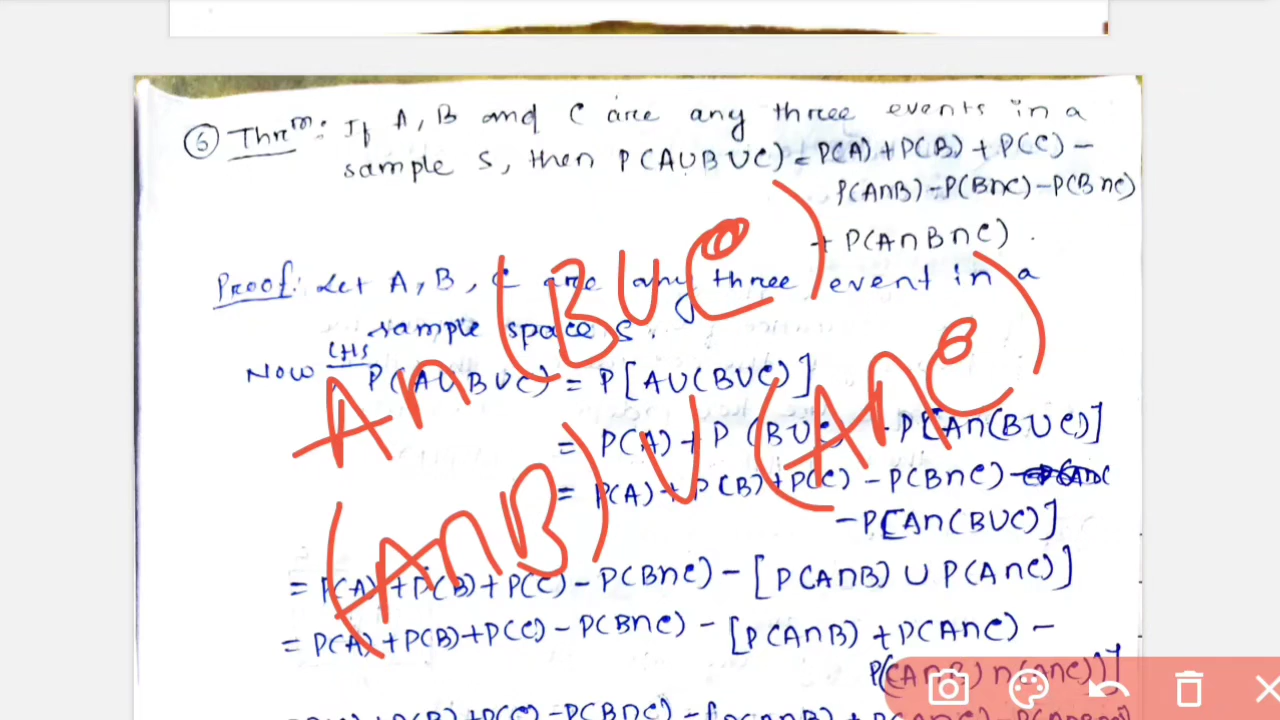 ⑥ Thrᵐ: If A, B and C are any three events in a
sample S, then P(A∪B∪C) = P(A) + P(B) + P(C) –
P(A∩B) – P(B∩C) – P(B∩C)
+ P(A∩B∩C).
Proof: Let A, B, C are any three event in a
sample space S.
LHS
Now P(A∪B∪C) = P[A∪(B∪C)]
= P(A) + P(B∪C) – P[A∩(B∪C)]
= P(A) + P(B) + P(C) – P(B∩C)
– P[A∩(B∪C)]
= P(A) + P(B) + P(C) – P(B∩C) – [P(A∩B) ∪ P(A∩C)]
= P(A) + P(B) + P(C) – P(B∩C) – [P(A∩B) + P(A∩C) –
P((A∩B)∩(A∩C))]
A∩(B∪C)
(A∩B)∪(A∩C)